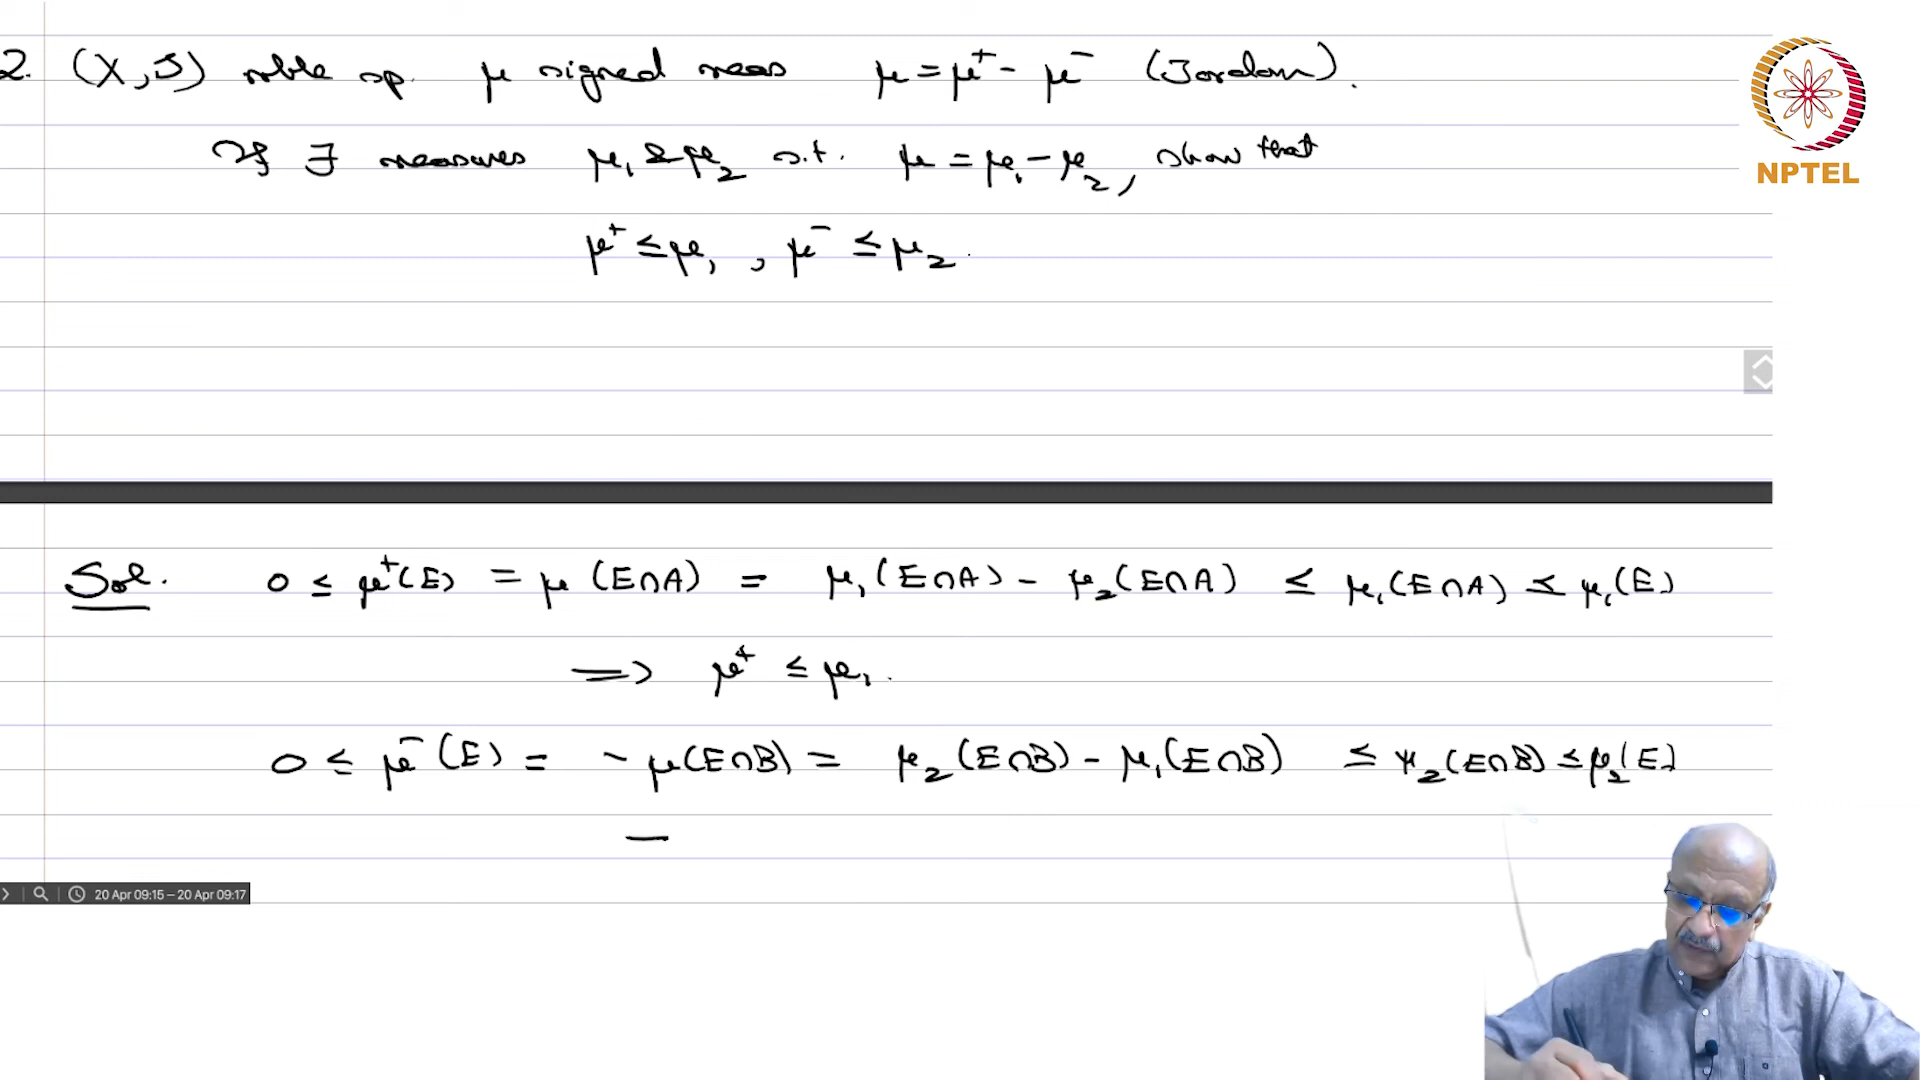 2. (X, S) mble sp. μ signed meas μ = μ⁺ - μ⁻ (Jordan).
If ∃ measures μ₁ & μ₂ s.t. μ = μ₁ - μ₂, show that
μ⁺ ≤ μ₁, μ⁻ ≤ μ₂.
NPTEL
Sol. 0 ≤ μ⁺(E) = μ(E∩A) = μ₁(E∩A) - μ₂(E∩A) ≤ μ₁(E∩A) ≤ μ₁(E)
⟹ μ⁺ ≤ μ₁.
0 ≤ μ⁻(E) = - μ(E∩B) = μ₂(E∩B) - μ₁(E∩B) ≤ μ₂(E∩B) ≤ μ₂(E)
—
20 Apr 09:15 – 20 Apr 09:17